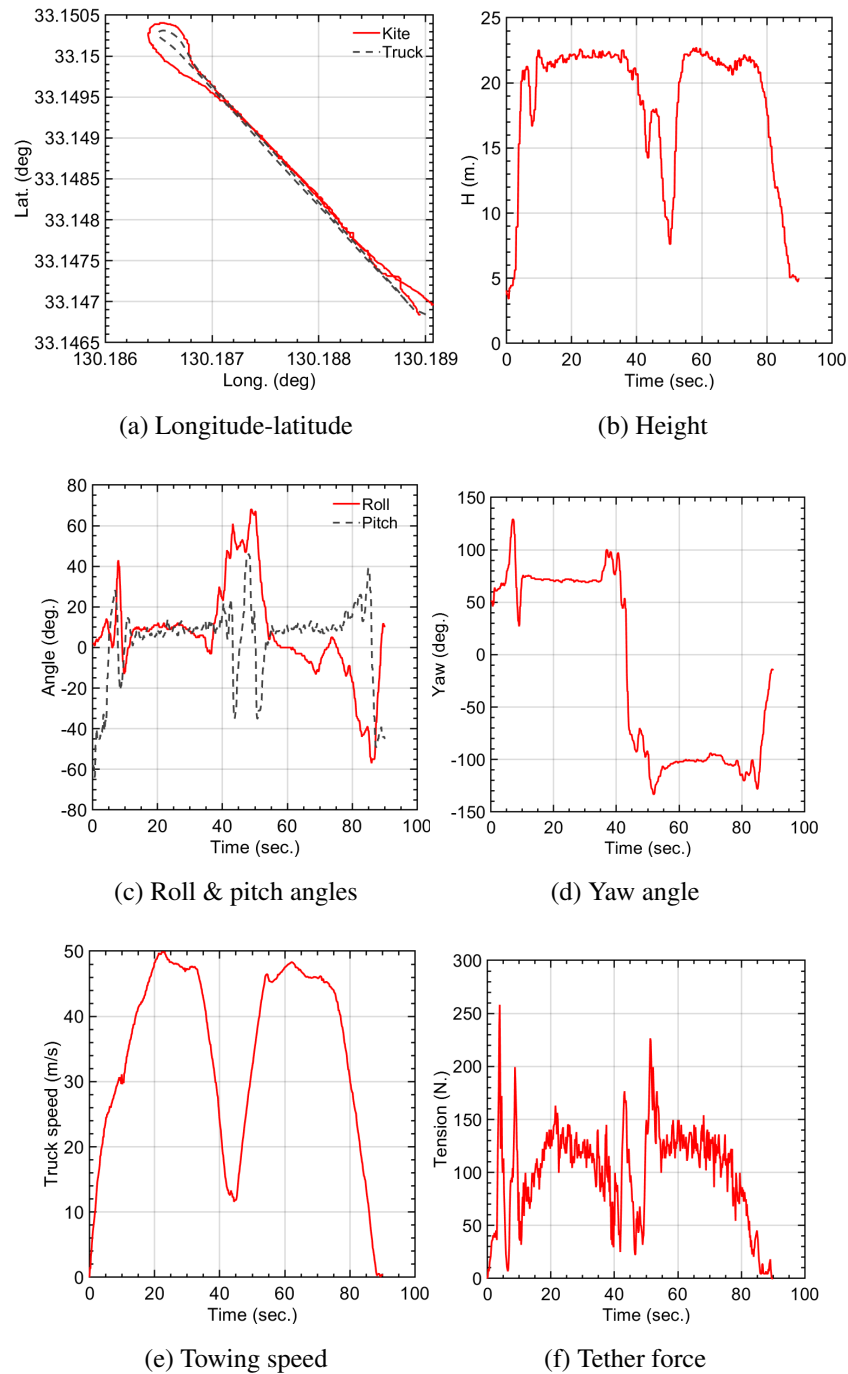 33.1505
33.15
33.1495
33.149
33.1485
33.148
33.1475
33.147
33.1465
Lat. (deg)
Kite
Truck
130.186 130.187 130.188 130.189
Long. (deg)
(a) Longitude-latitude
25
20
15
10
5
0
H (m.)
0 20 40 60 80 100
Time (sec.)
(b) Height
80
60
40
20
0
-20
-40
-60
-80
Angle (deg.)
Roll
Pitch
0 20 40 60 80 100
Time (sec.)
(c) Roll & pitch angles
150
100
50
0
-50
-100
-150
Yaw (deg.)
0 20 40 60 80 100
Time (sec.)
(d) Yaw angle
50
40
30
20
10
0
Truck speed (m/s)
0 20 40 60 80 100
Time (sec.)
(e) Towing speed
300
250
200
150
100
50
0
Tension (N.)
0 20 40 60 80 100
Time (sec.)
(f) Tether force